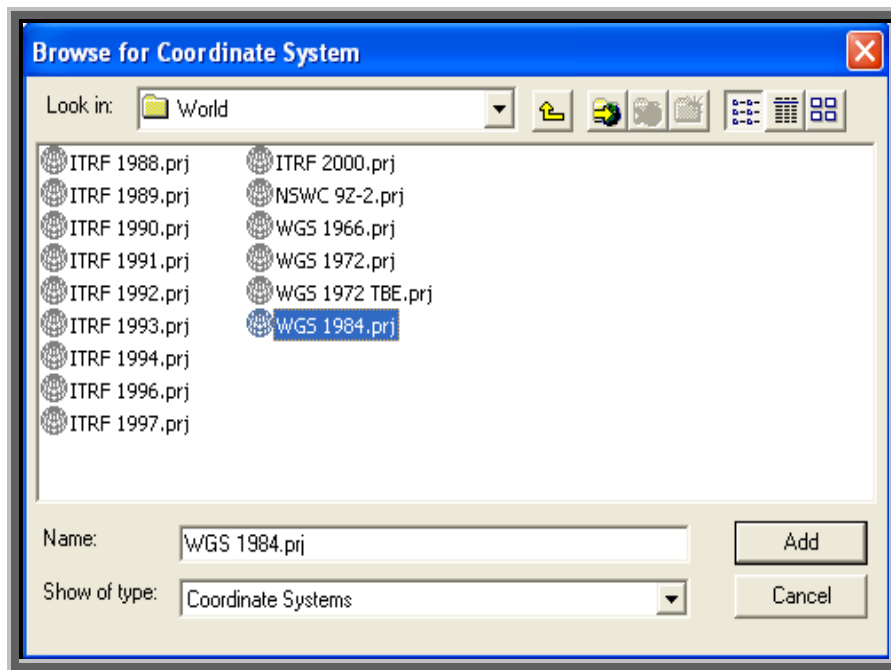 Browse for Coordinate System
Look in: World
ITRF 1988.prj
ITRF 1989.prj
ITRF 1990.prj
ITRF 1991.prj
ITRF 1992.prj
ITRF 1993.prj
ITRF 1994.prj
ITRF 1996.prj
ITRF 1997.prj
ITRF 2000.prj
NSWC 9Z-2.prj
WGS 1966.prj
WGS 1972.prj
WGS 1972 TBE.prj
WGS 1984.prj
Name: WGS 1984.prj Add
Show of type: Coordinate Systems Cancel